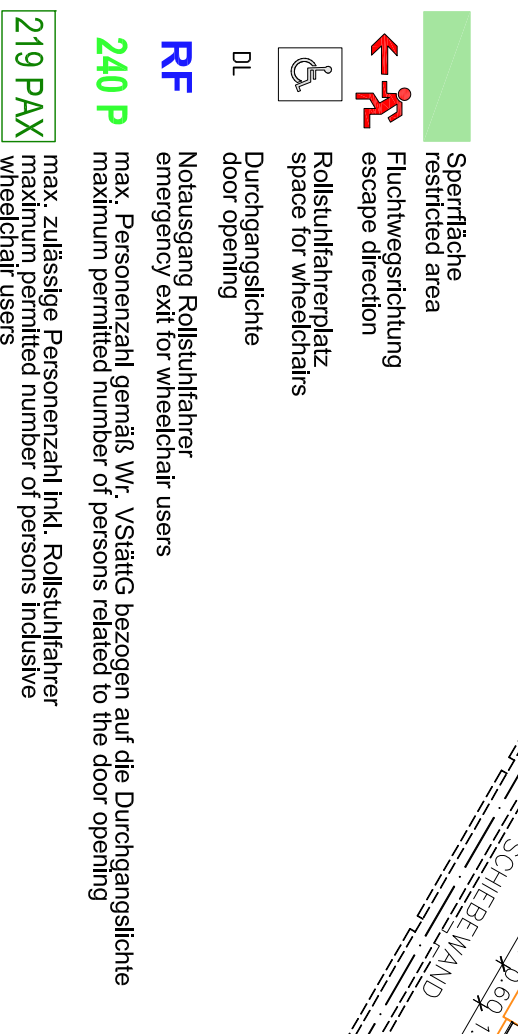 Sperrfläche
restricted area
Fluchtwegsrichtung
escape direction
Rollstuhlfahrerplatz
space for wheelchairs
DL
Durchgangslichte
door opening
RF
Notausgang Rollstuhlfahrer
emergency exit for wheelchair users
240 P
max. Personenzahl gemäß Wr. VStättG bezogen auf die Durchgangslichte
maximum permitted number of persons related to the door opening
219 PAX
max. zulässige Personenzahl inkl. Rollstuhlfahrer
maximum permitted number of persons inclusive
wheelchair users
SCHIEBEWAND
0.60